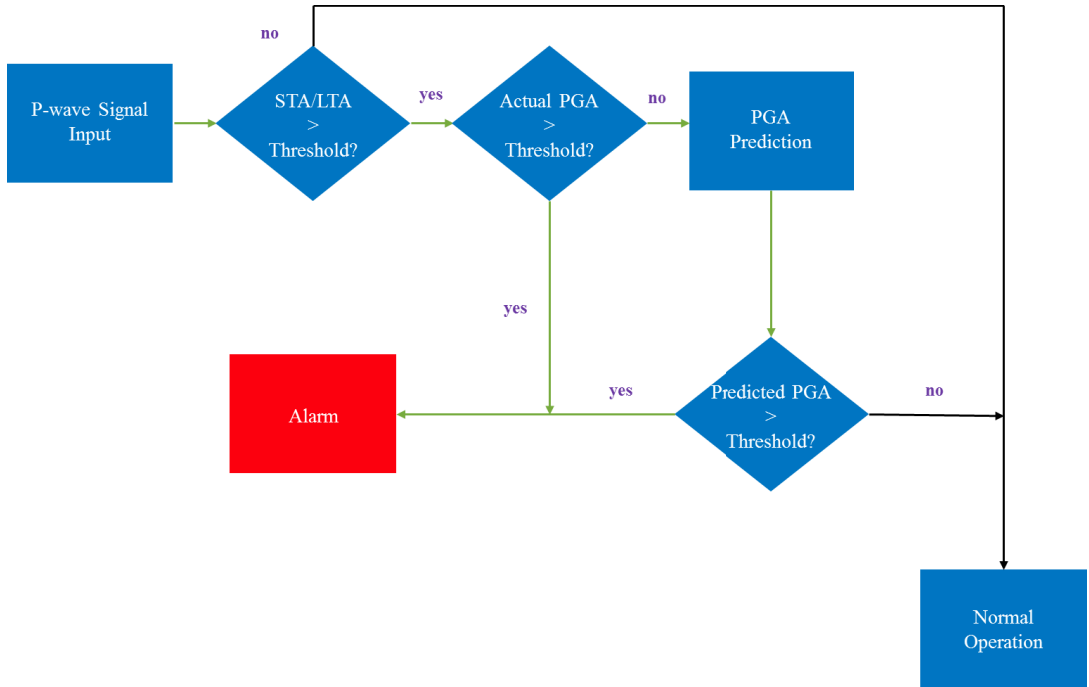 no
P-wave Signal
Input
STA/LTA
>
Threshold?
yes
Actual PGA
>
Threshold?
no
PGA
Prediction
yes
Alarm
yes
Predicted PGA
>
Threshold?
no
Normal
Operation